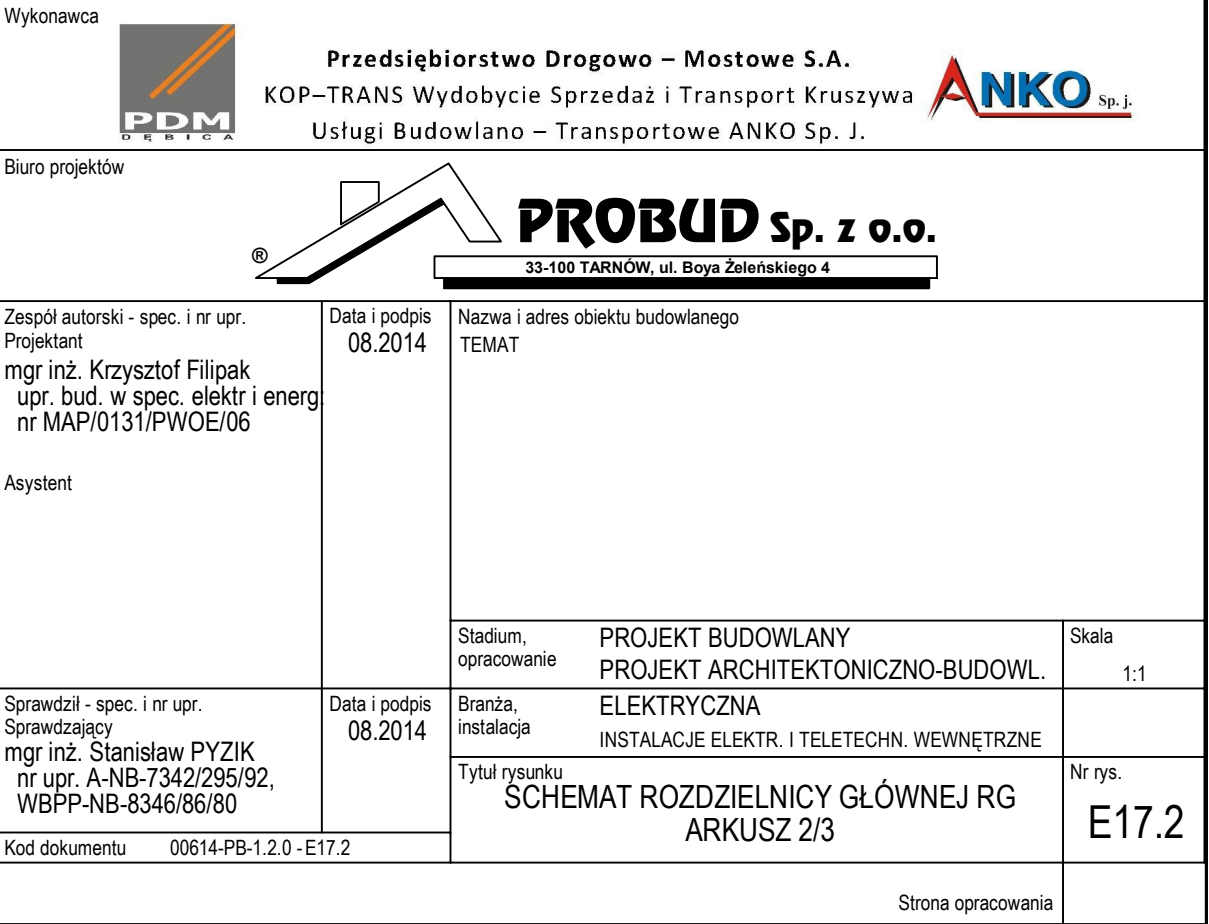 Wykonawca
PDM
DĘBICA
Przedsiębiorstwo Drogowo – Mostowe S.A.
KOP–TRANS Wydobycie Sprzedaż i Transport Kruszywa
Usługi Budowlano – Transportowe ANKO Sp. J.
ANKO Sp. j.
Biuro projektów
®
PROBUD Sp. z o.o.
33-100 TARNÓW, ul. Boya Żeleńskiego 4
Zespół autorski - spec. i nr upr.
Projektant
mgr inż. Krzysztof Filipak
upr. bud. w spec. elektr i energ.
nr MAP/0131/PWOE/06
Asystent
Data i podpis
08.2014
Nazwa i adres obiektu budowlanego
TEMAT
Stadium,
opracowanie
PROJEKT BUDOWLANY
PROJEKT ARCHITEKTONICZNO-BUDOWL.
Skala
1:1
Sprawdził - spec. i nr upr.
Sprawdzający
mgr inż. Stanisław PYZIK
nr upr. A-NB-7342/295/92,
WBPP-NB-8346/86/80
Data i podpis
08.2014
Branża,
instalacja
ELEKTRYCZNA
INSTALACJE ELEKTR. I TELETECHN. WEWNĘTRZNE
Tytuł rysunku
SCHEMAT ROZDZIELNICY GŁÓWNEJ RG
ARKUSZ 2/3
Nr rys.
E17.2
Kod dokumentu 00614-PB-1.2.0 - E17.2
Strona opracowania